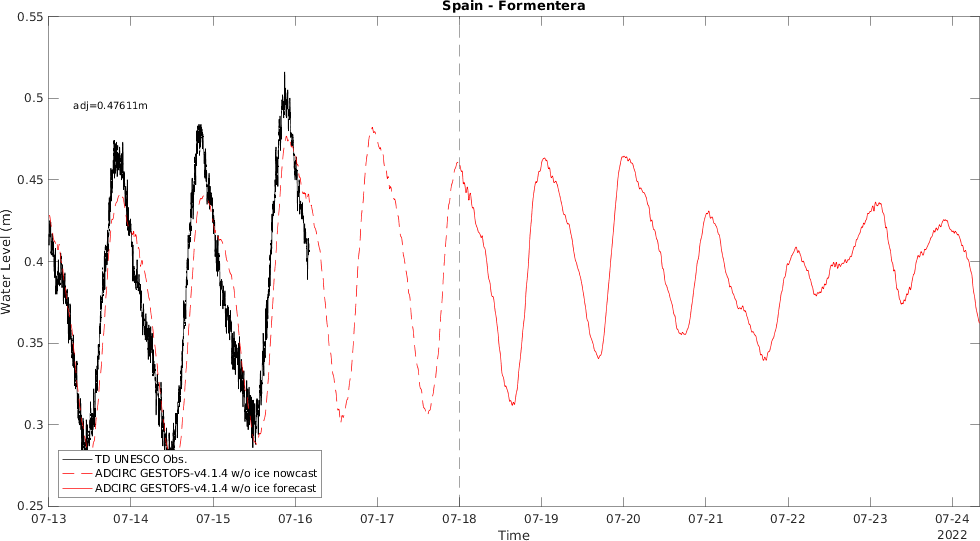 Spain - Formentera
0.55
0.5
adj=0.47611m
0.45
0.4
Water Level (m)
0.35
0.3
TD UNESCO Obs.
ADCIRC GESTOFS-v4.1.4 w/o ice nowcast
ADCIRC GESTOFS-v4.1.4 w/o ice forecast
0.25
07-13 07-14 07-15 07-16 07-17 07-18 07-19 07-20 07-21 07-22 07-23 07-24
Time 2022